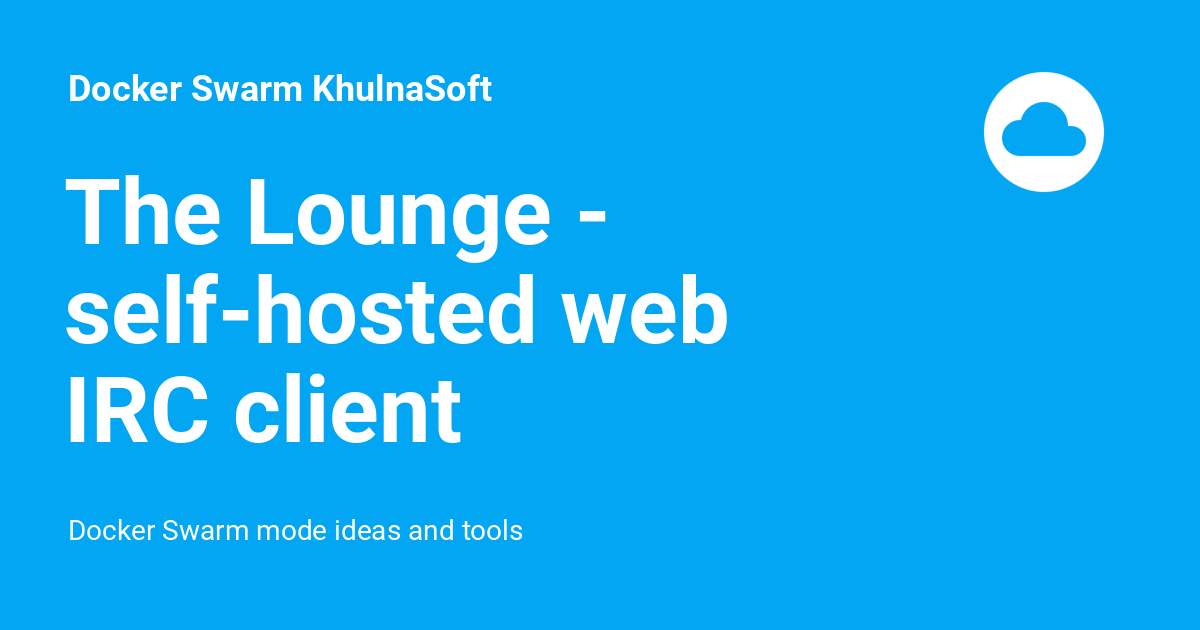 Docker Swarm KhulnaSoft
The Lounge -
self-hosted web
IRC client
Docker Swarm mode ideas and tools